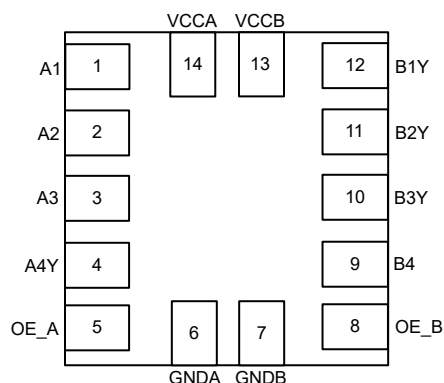 VCCA VCCB
A1 1 14 13 12 B1Y
A2 2 11 B2Y
A3 3 10 B3Y
A4Y 4 9 B4
OE_A 5 6 7 8 OE_B
GNDA GNDB